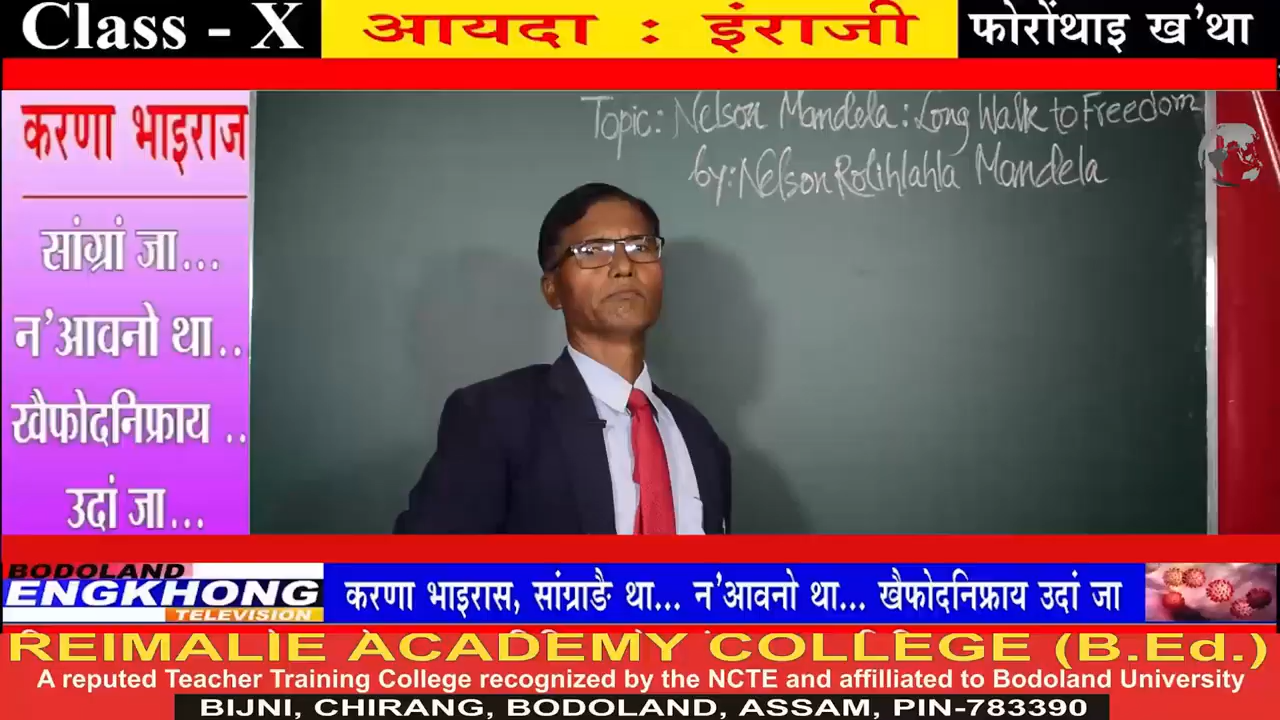 Class - X
आयदा : इंराजी
फोरोंथाइ ख'था
करणा भाइराज
सांग्रां जा...
न'आवनो था..
खैफोदनिफ्राय ..
उदां जा...
Topic: Nelson Mandela: Long Walk to Freedom
by: Nelson Rolihlahla Mandela
BODOLAND
ENGKHONG
TELEVISION
करणा भाइरास, सांग्राङै था... न'आवनो था... खैफोदनिफ्राय उदां जा
REIMALIE ACADEMY COLLEGE (B.Ed.)
A reputed Teacher Training College recognized by the NCTE and affilliated to Bodoland University
BIJNI, CHIRANG, BODOLAND, ASSAM, PIN-783390